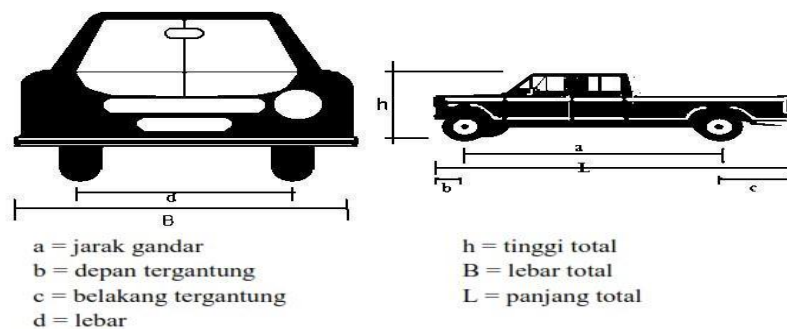 h
a
L
b
c
d
B
a = jarak gandar
b = depan tergantung
c = belakang tergantung
d = lebar
h = tinggi total
B = lebar total
L = panjang total